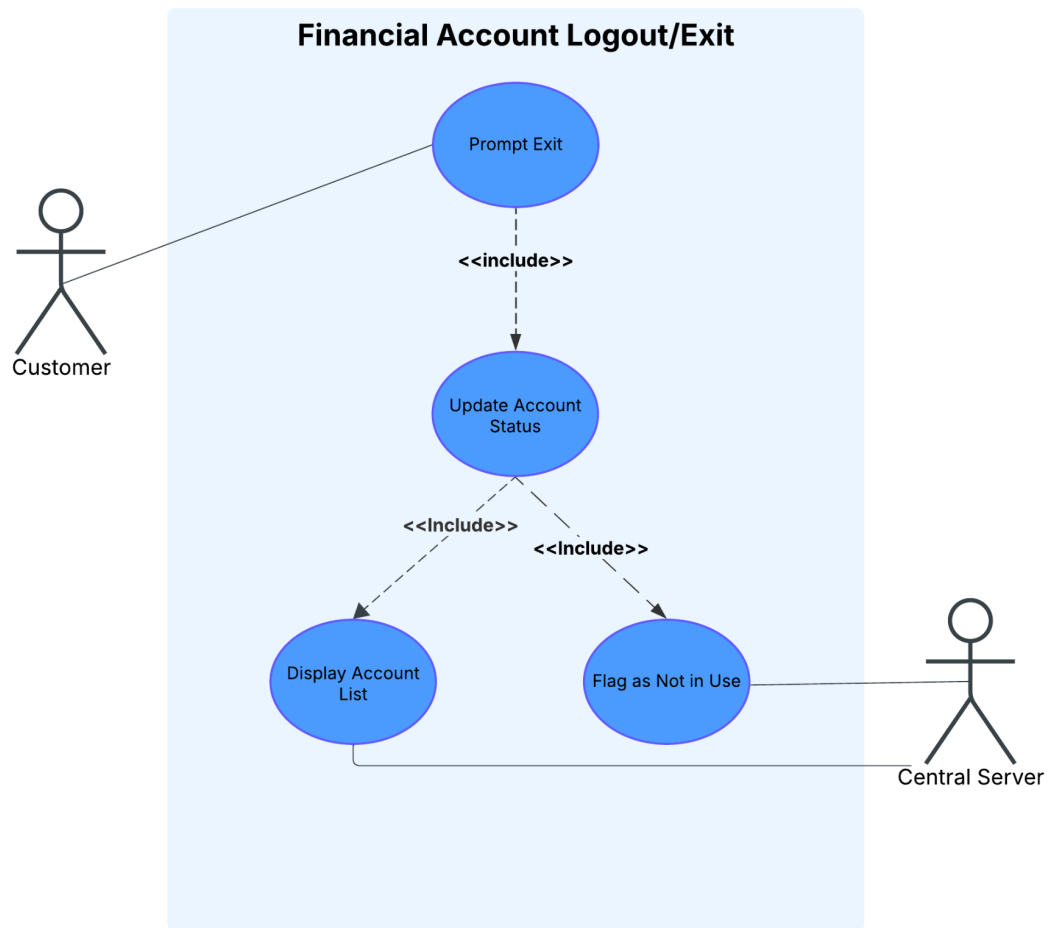 Financial Account Logout/Exit
Prompt Exit
<<include>>
Customer
Update Account
Status
<<Include>>
<<Include>>
Display Account
List
Flag as Not in Use
Central Server